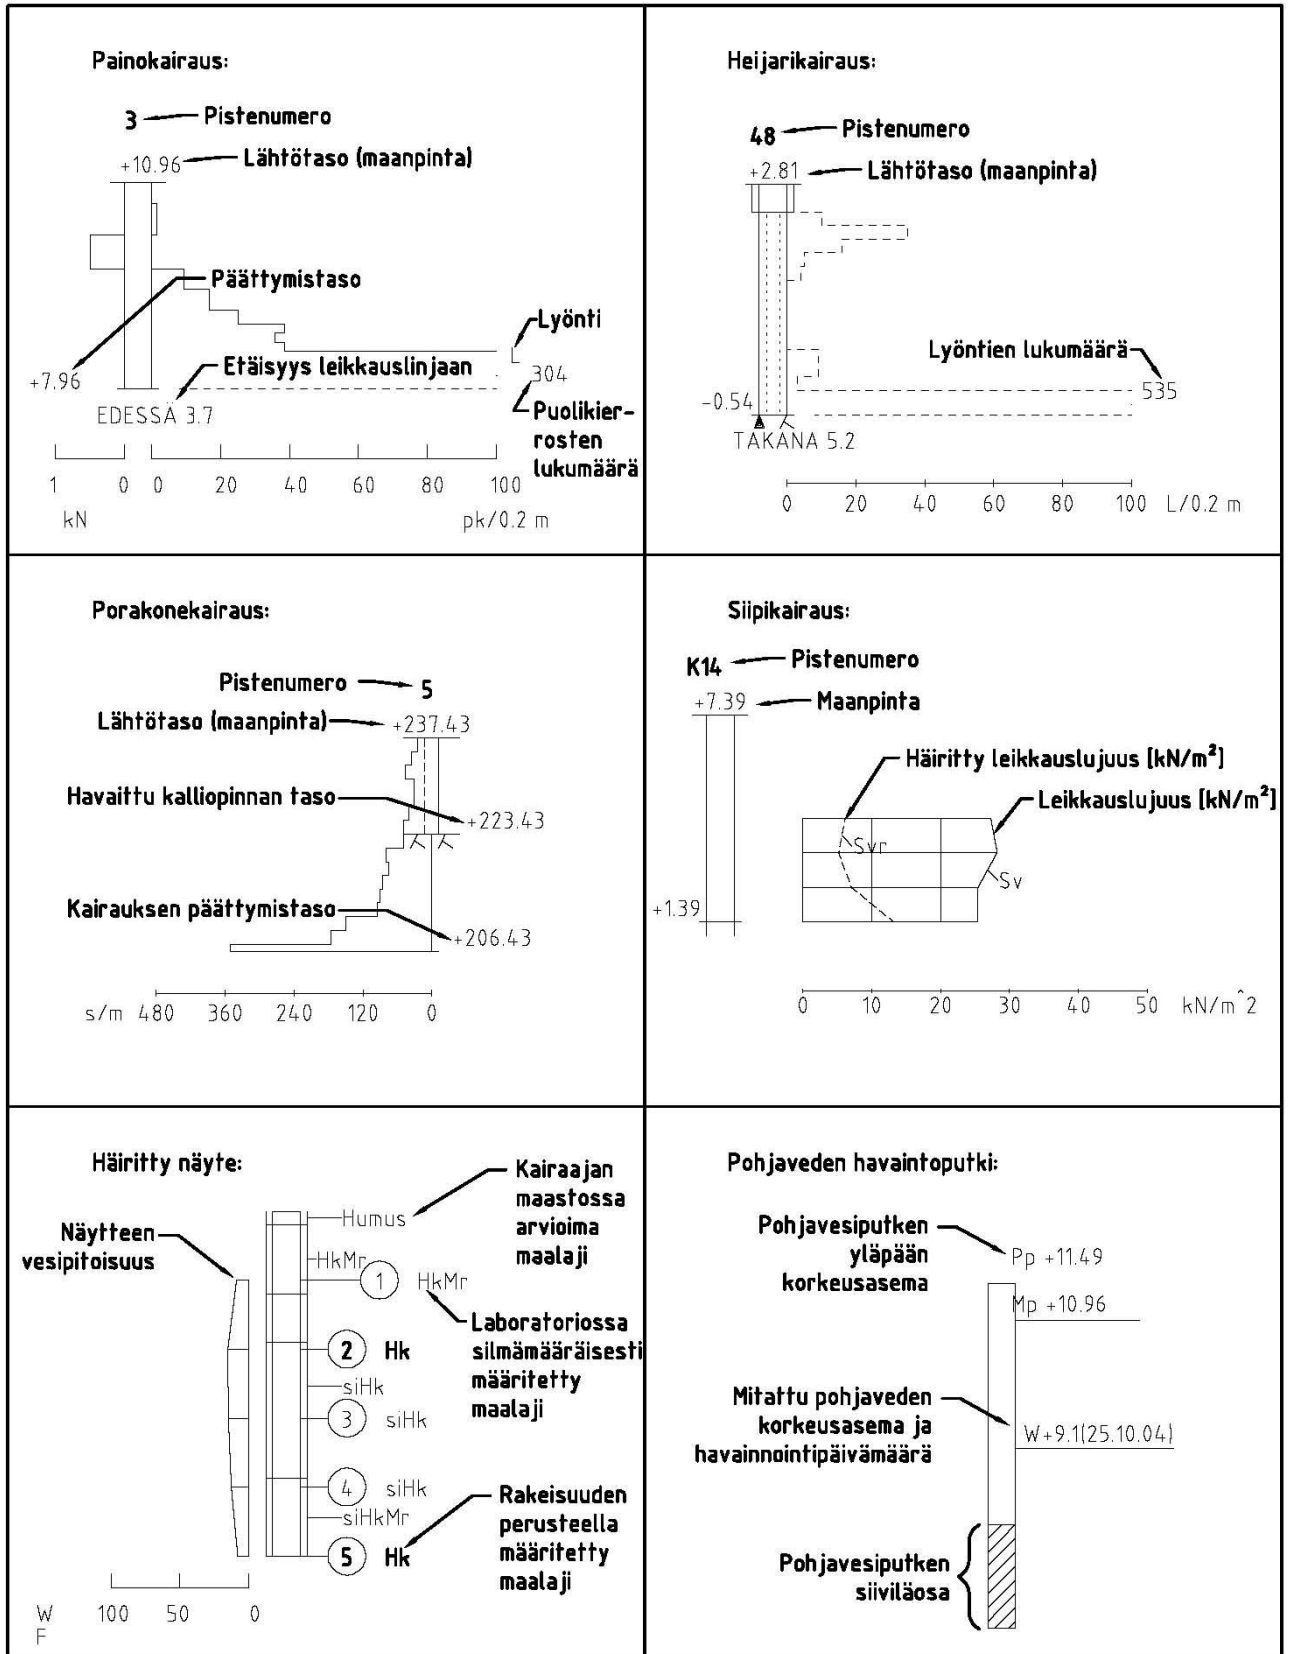 Painokairaus:
3
Pistenumero
+10.96
Lähtötaso (maanpinta)
Päättymistaso
Lyönti
+7.96
Etäisyys leikkauslinjaan
304
EDESSÄ 3.7
Puolikier-
rosten
lukumäärä
1 0 0 20 40 60 80 100
kN
pk/0.2 m
Heijarikairaus:
48
Pistenumero
+2.81
Lähtötaso (maanpinta)
Lyöntien lukumäärä
535
-0.54
TAKANA 5.2
0 20 40 60 80 100 L/0.2 m
Porakonekairaus:
Pistenumero
5
Lähtötaso (maanpinta)
+237.43
Havaittu kalliopinnan taso
+223.43
Kairauksen päättymistaso
+206.43
s/m 480 360 240 120 0
Siipikairaus:
K14
Pistenumero
+7.39
Maanpinta
Häiritty leikkauslujuus [kN/m²]
Leikkauslujuus [kN/m²]
Svr
Sv
+1.39
0 10 20 30 40 50 kN/m^2
Häiritty näyte:
Kairaajan
maastossa
arvioima
maalaji
Näytteen
vesipitoisuus
Humus
HkMr
1 HkMr
Laboratoriossa
silmämääräisesti
määritetty
maalaji
2 Hk
siHk
3 siHk
4 siHk
siHkMr
5 Hk
Rakeisuuden
perusteella
määritetty
maalaji
W 100 50 0
F
Pohjaveden havaintoputki:
Pohjavesiputken
yläpään
korkeusasema
Pp +11.49
Mp +10.96
Mitattu pohjaveden
korkeusasema ja
havainnointipäivämäärä
W+9.1(25.10.04)
Pohjavesiputken
siiviläosa